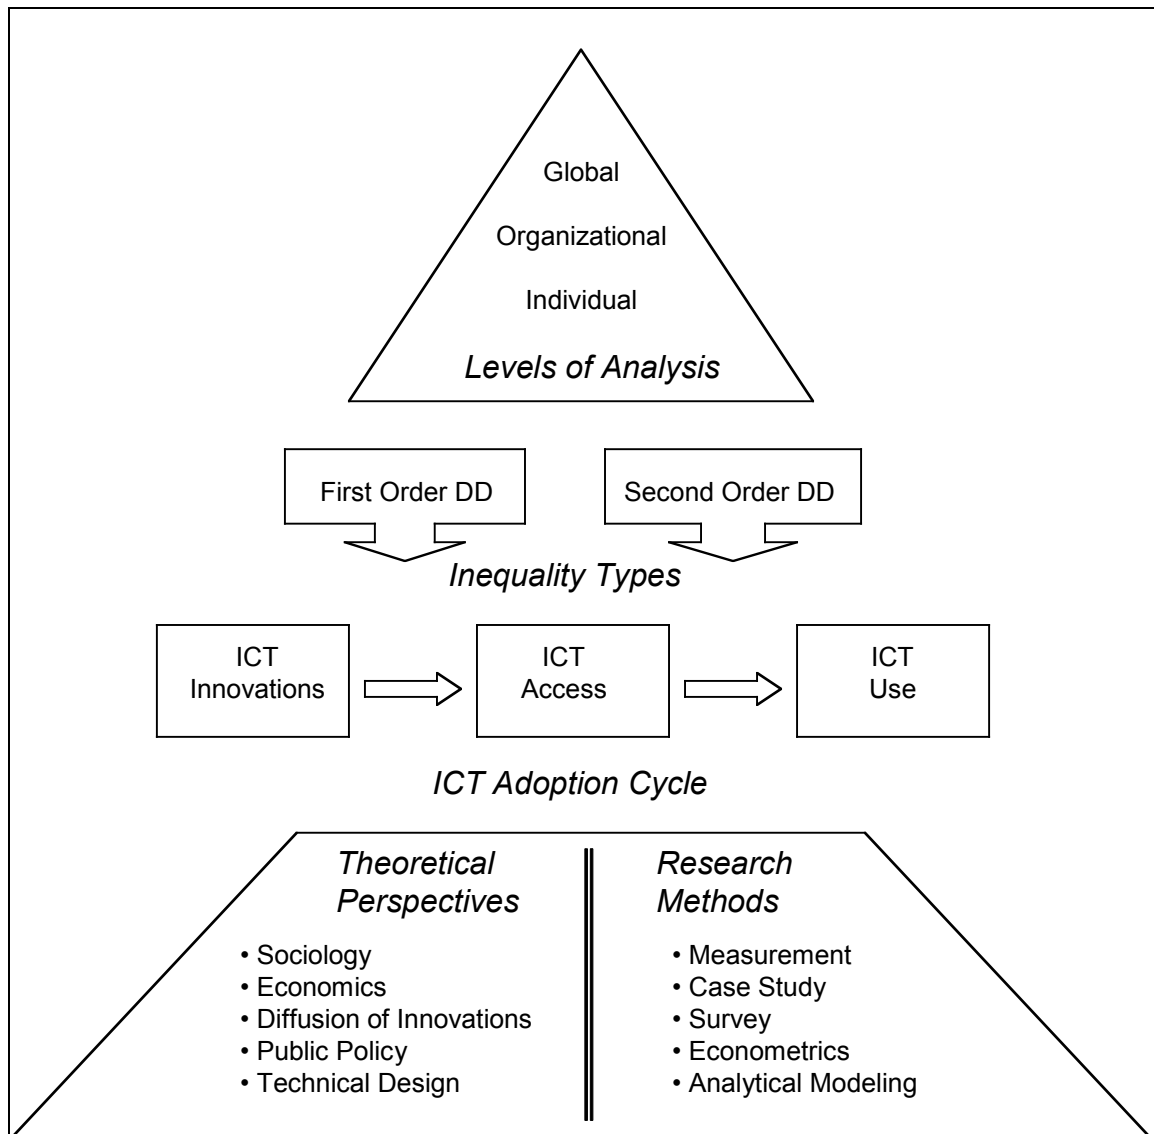 Global
Organizational
Individual
Levels of Analysis
First Order DD
Second Order DD
Inequality Types
ICT
Innovations
ICT
Access
ICT
Use
ICT Adoption Cycle
Theoretical
Perspectives
• Sociology
• Economics
• Diffusion of Innovations
• Public Policy
• Technical Design
Research
Methods
• Measurement
• Case Study
• Survey
• Econometrics
• Analytical Modeling